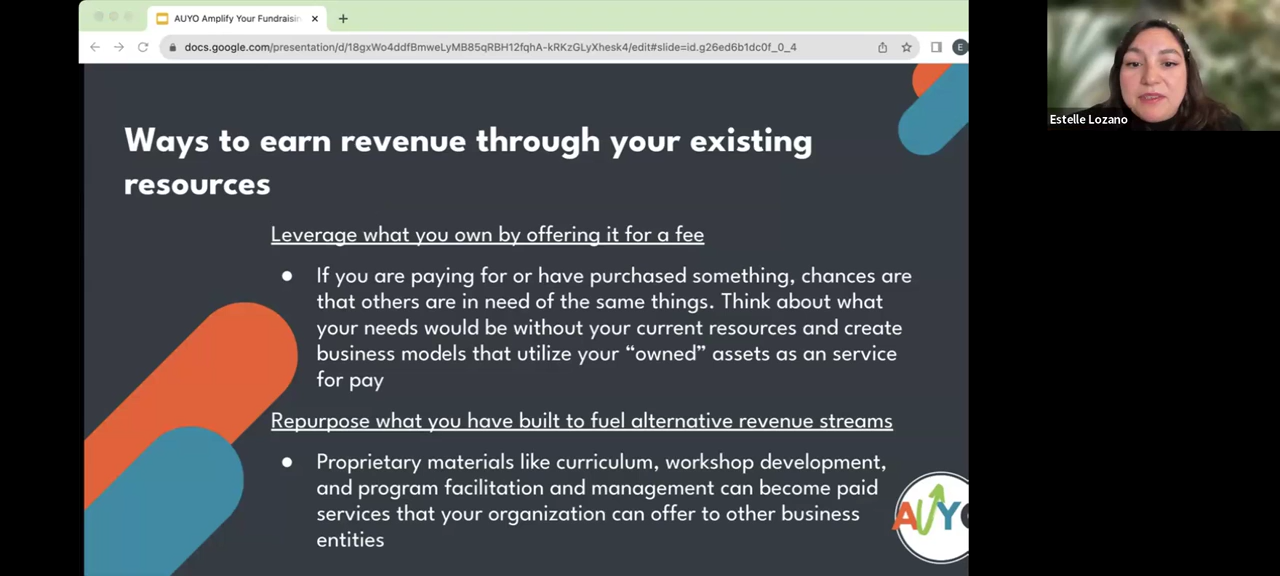 AUYO Amplify Your Fundraisin
docs.google.com/presentation/d/18gxWo4ddfBmweLyMB85qRBH12fqhA-kRKzGLyXhesk4/edit#slide=id.g26ed6b1dc0f_0_4
E
Estelle Lozano
Ways to earn revenue through your existing
resources
Leverage what you own by offering it for a fee
● If you are paying for or have purchased something, chances are
that others are in need of the same things. Think about what
your needs would be without your current resources and create
business models that utilize your “owned” assets as an service
for pay
Repurpose what you have built to fuel alternative revenue streams
● Proprietary materials like curriculum, workshop development,
and program facilitation and management can become paid
services that your organization can offer to other business
entities
AUYO